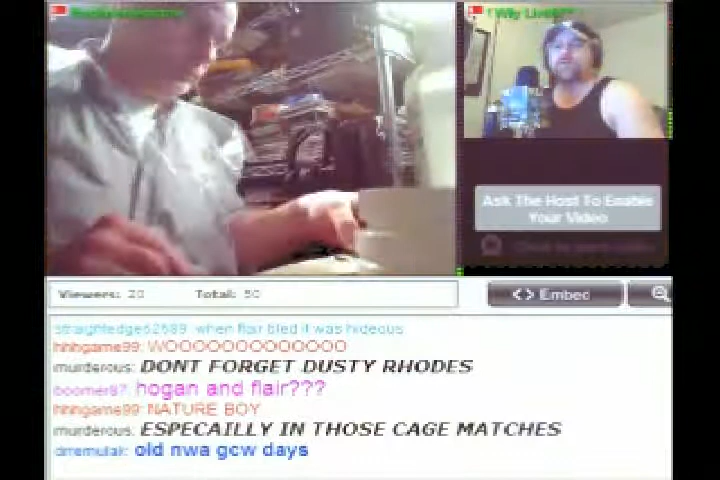 Ask The Host To Enable
Your Video
Viewers: 20 Total: 50
<> Embed
straightedge62689: when flair bled it was hideous
hhhgame99: WOOOOOOOOOOOOO
murderous: DONT FORGET DUSTY RHODES
boomer87: hogan and flair???
hhhgame99: NATURE BOY
murderous: ESPECAILLY IN THOSE CAGE MATCHES
drremulak: old nwa gcw days